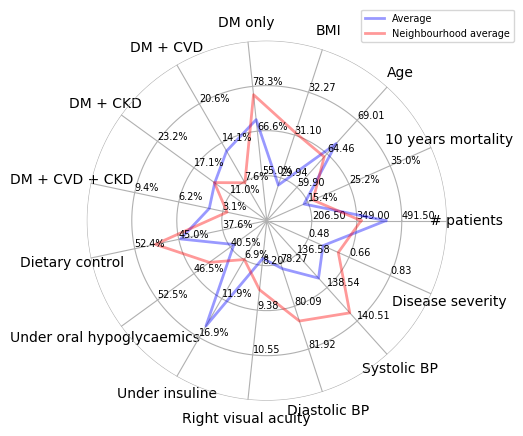 Average
Neighbourhood average
DM only
BMI
DM + CVD
Age
DM + CKD
10 years mortality
DM + CVD + CKD
# patients
Dietary control
Disease severity
Under oral hypoglycaemics
Systolic BP
Under insuline
Diastolic BP
Right visual acuity
78.3%
66.6%
55.0%
32.27
31.10
29.94
69.01
64.46
59.90
35.0%
25.2%
15.4%
206.50
349.00
491.50
0.48
0.66
0.83
136.58
138.54
140.51
78.27
80.09
81.92
8.20
9.38
10.55
6.9%
11.9%
16.9%
40.5%
46.5%
52.5%
37.6%
45.0%
52.4%
3.1%
6.2%
9.4%
11.0%
17.1%
23.2%
7.6%
14.1%
20.6%